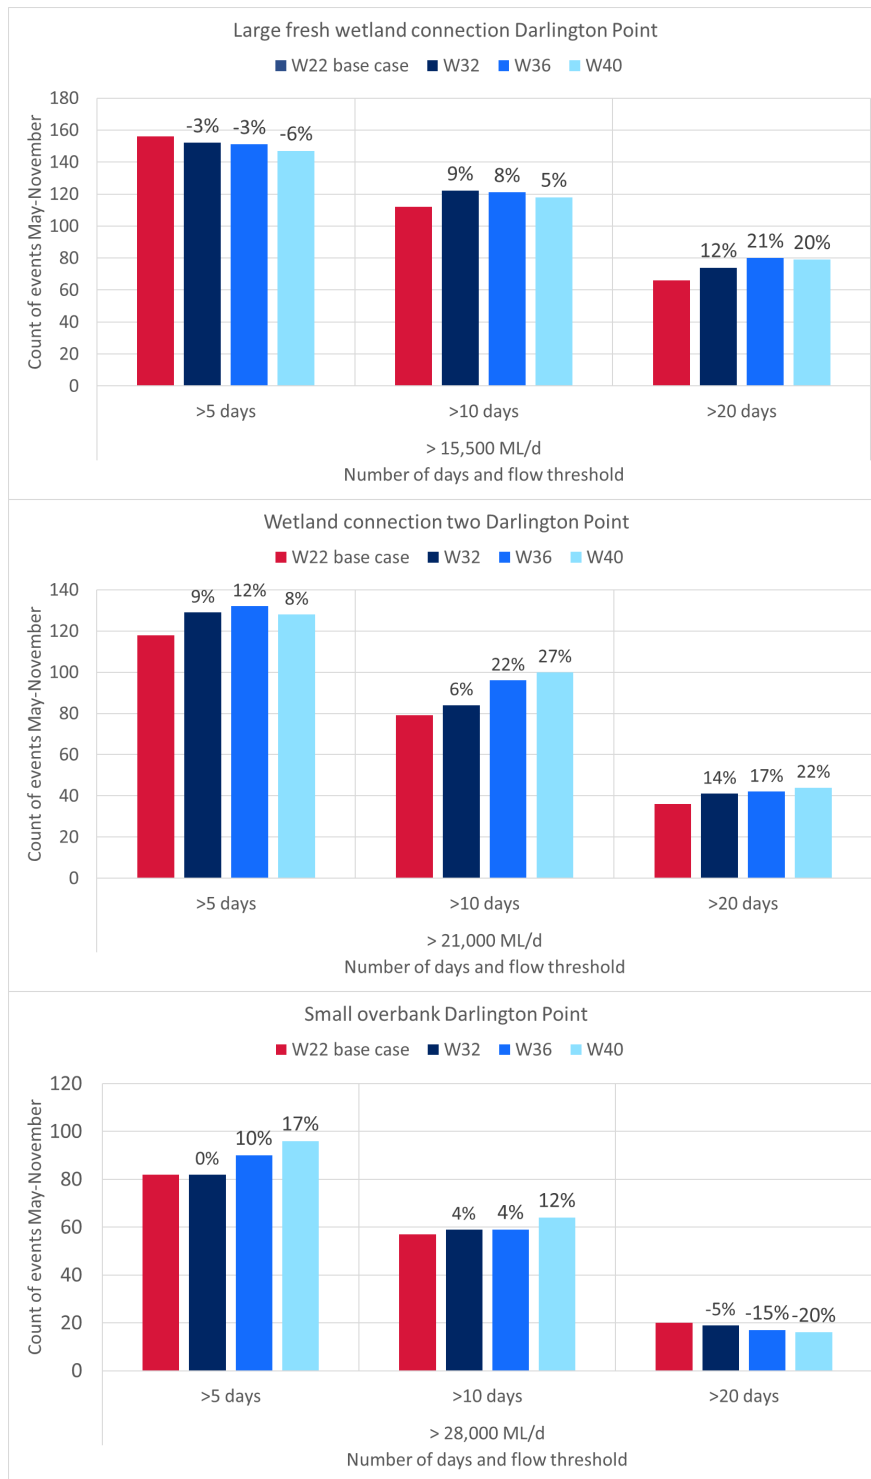 Large fresh wetland connection Darlington Point
W22 base case W32 W36 W40
Count of events May-November
180
160
140
120
100
80
60
40
20
0
-3% -3% -6%
9% 8% 5%
12% 21% 20%
>5 days >10 days >20 days
> 15,500 ML/d
Number of days and flow threshold
Wetland connection two Darlington Point
W22 base case W32 W36 W40
Count of events May-November
140
120
100
80
60
40
20
0
9% 12% 8%
6% 22% 27%
14% 17% 22%
>5 days >10 days >20 days
> 21,000 ML/d
Number of days and flow threshold
Small overbank Darlington Point
W22 base case W32 W36 W40
Count of events May-November
120
100
80
60
40
20
0
0% 10% 17%
4% 4% 12%
-5% -15% -20%
>5 days >10 days >20 days
> 28,000 ML/d
Number of days and flow threshold